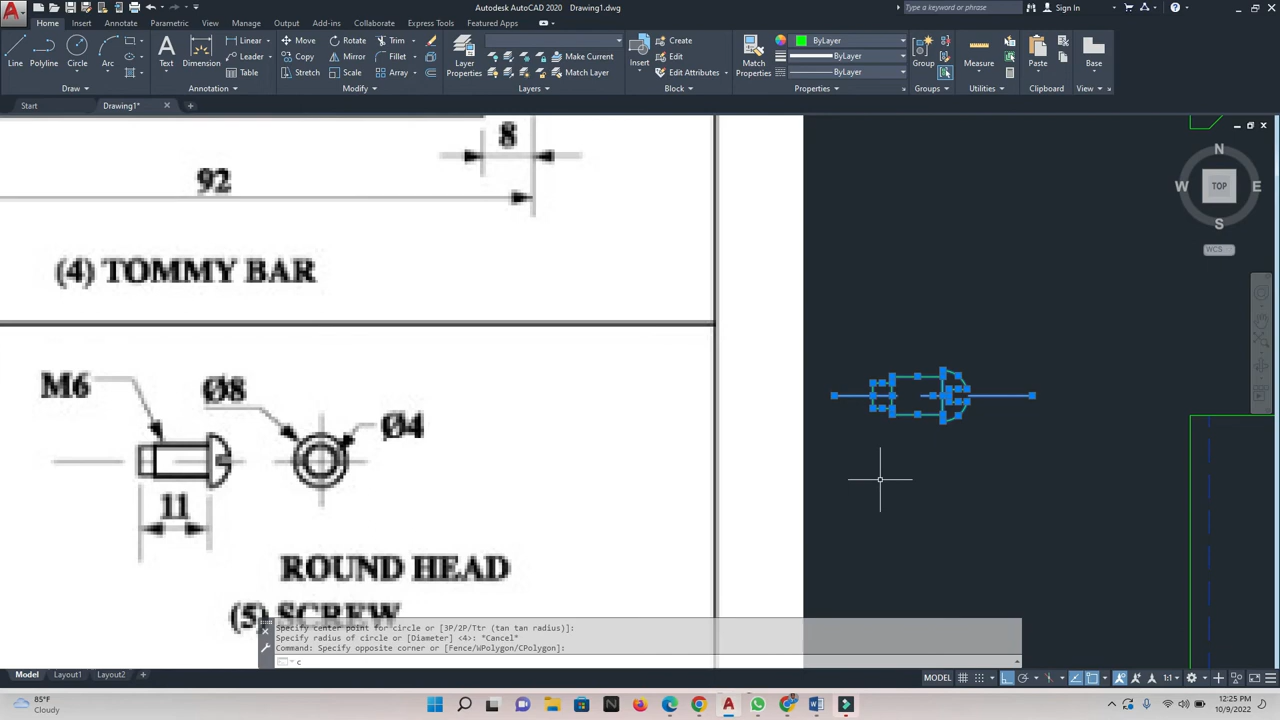 Autodesk AutoCAD 2020 Drawing1.dwg
Type a keyword or phrase
Sign In
Home Insert Annotate Parametric View Manage Output Add-ins Collaborate Express Tools Featured Apps
Line Polyline Circle Arc
Text Dimension
Linear
Leader
Table
Move Rotate Trim
Copy Mirror Fillet
Stretch Scale Array
Layer Properties
Make Current
Match Layer
Insert
Create
Edit
Edit Attributes
Match Properties
ByLayer
ByLayer
ByLayer
Group
Measure
Paste
Base
Draw Annotation Modify Layers Block Properties Groups Utilities Clipboard View
Start Drawing1*
8
92
(4) TOMMY BAR
M6
Ø8
Ø4
11
ROUND HEAD
(5) SCREW
N
W TOP E
S
WCS
Specify center point for circle or [3P/2P/Ttr (tan tan radius)]:
Specify radius of circle or [Diameter] <4>: *Cancel*
Command: Specify opposite corner or [Fence/WPolygon/CPolygon]:
c
Model Layout1 Layout2
MODEL
1:1
85°F
Cloudy
12:25 PM
10/9/2022